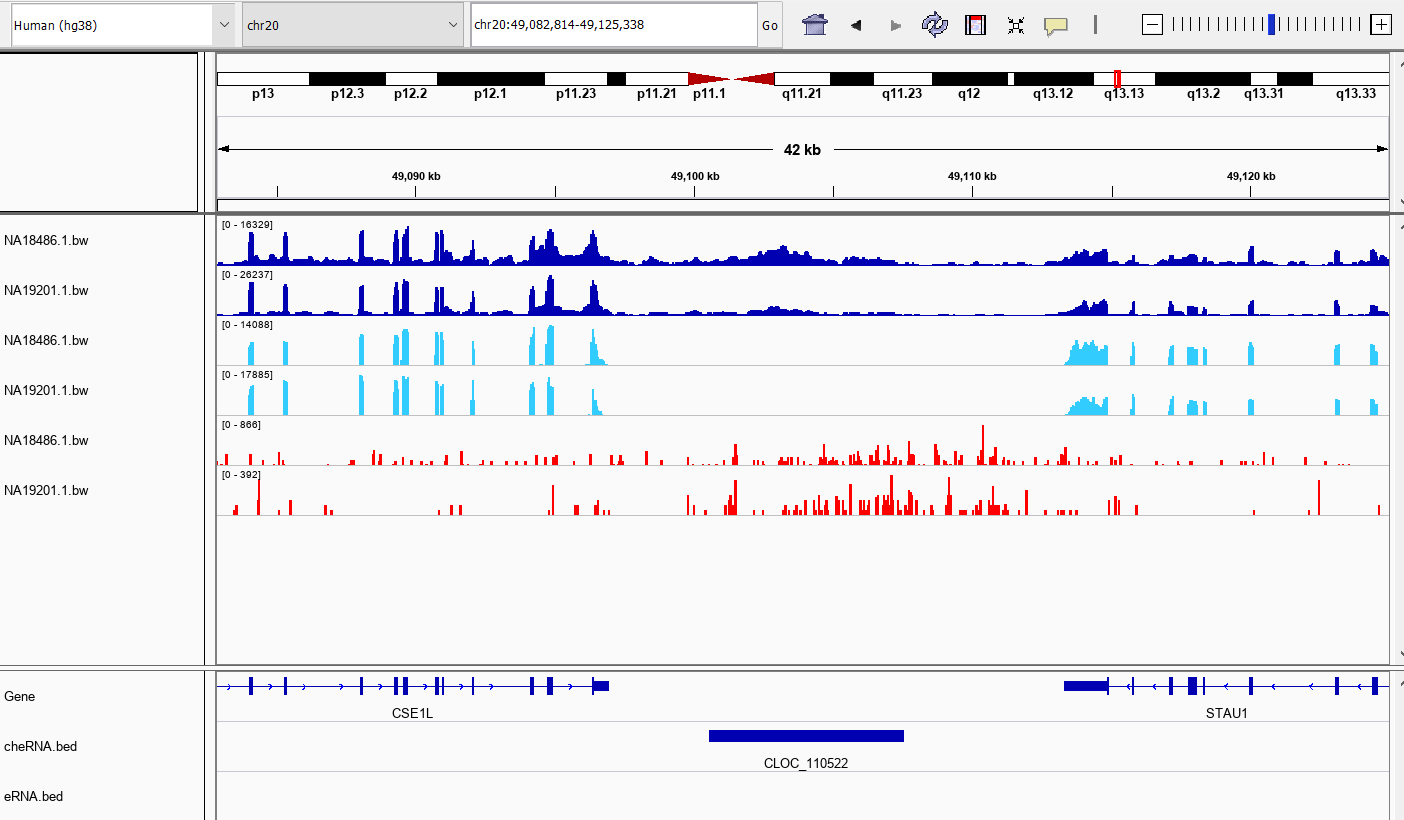 Human (hg38) chr20 chr20:49,082,814-49,125,338 Go
p13 p12.3 p12.2 p12.1 p11.23 p11.21 p11.1 q11.21 q11.23 q12 q13.12 q13.13 q13.2 q13.31 q13.33
42 kb
49,090 kb 49,100 kb 49,110 kb 49,120 kb
[0 - 16329]
NA18486.1.bw
[0 - 26237]
NA19201.1.bw
[0 - 14088]
NA18486.1.bw
[0 - 17885]
NA19201.1.bw
[0 - 866]
NA18486.1.bw
[0 - 392]
NA19201.1.bw
Gene
CSE1L STAU1
cheRNA.bed
CLOC_110522
eRNA.bed